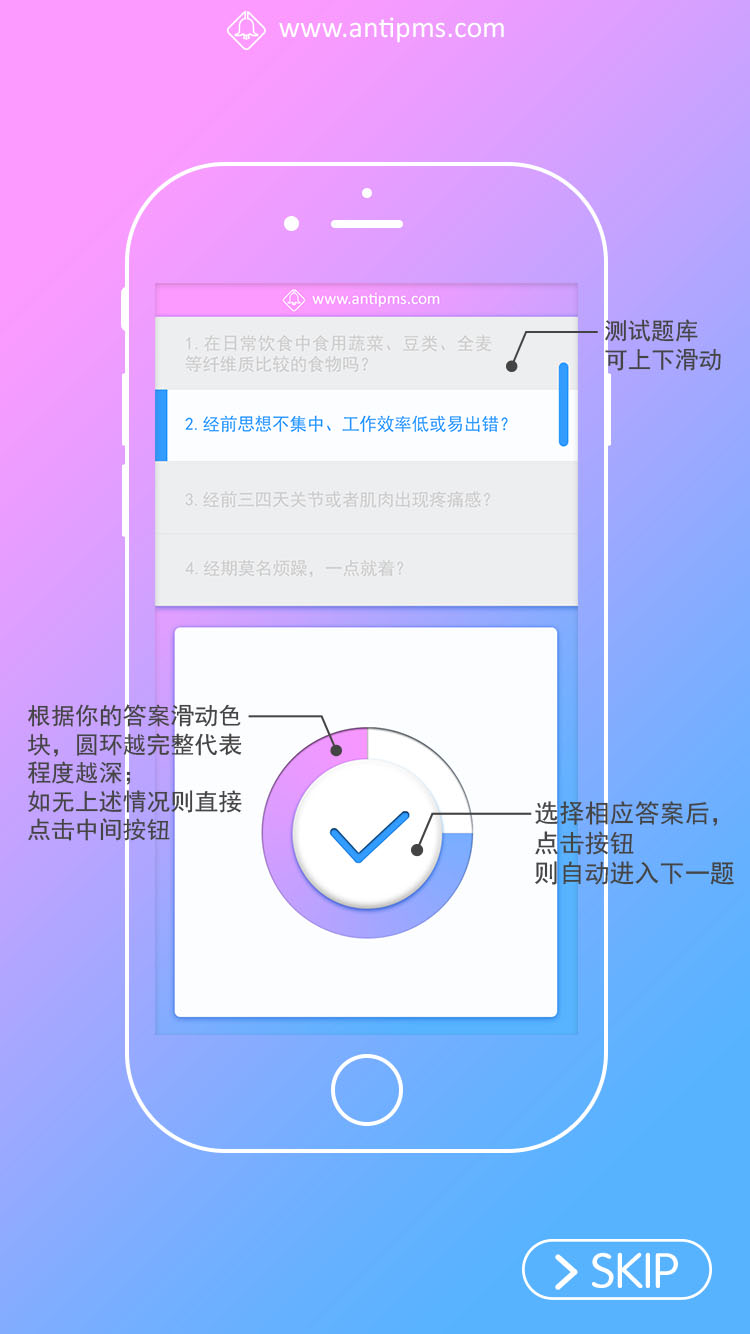 www.antipms.com
www.antipms.com
1. 在日常饮食中食用蔬菜、豆类、全麦
等纤维质比较的食物吗？
测试题库
可上下滑动
2. 经前思想不集中、工作效率低或易出错？
3. 经前三四天关节或者肌肉出现疼痛感？
4. 经期莫名烦躁，一点就着？
根据你的答案滑动色
块，圆环越完整代表
程度越深；
如无上述情况则直接
点击中间按钮
选择相应答案后，
点击按钮
则自动进入下一题
SKIP